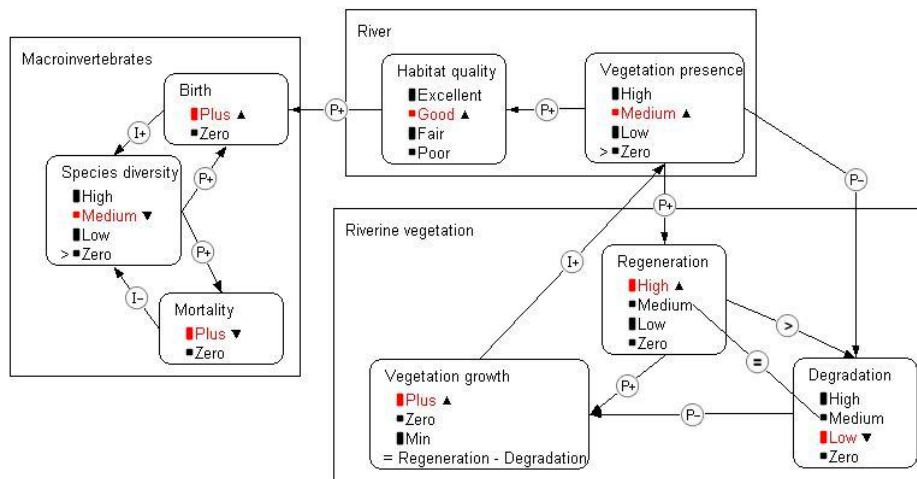 River
Macroinvertebrates
Habitat quality
Excellent
Good ▲
Fair
Poor
Vegetation presence
High
Medium ▲
Low
> Zero
Birth
Plus ▲
Zero
P+
P+
I+
P+
Species diversity
High
Medium ▼
Low
> Zero
P+
I-
Mortality
Plus ▼
Zero
P-
P+
Riverine vegetation
I+
Regeneration
High ▲
Medium
Low
Zero
>
=
P+
P-
Vegetation growth
Plus ▲
Zero
Min
= Regeneration - Degradation
Degradation
High
Medium
Low ▼
Zero